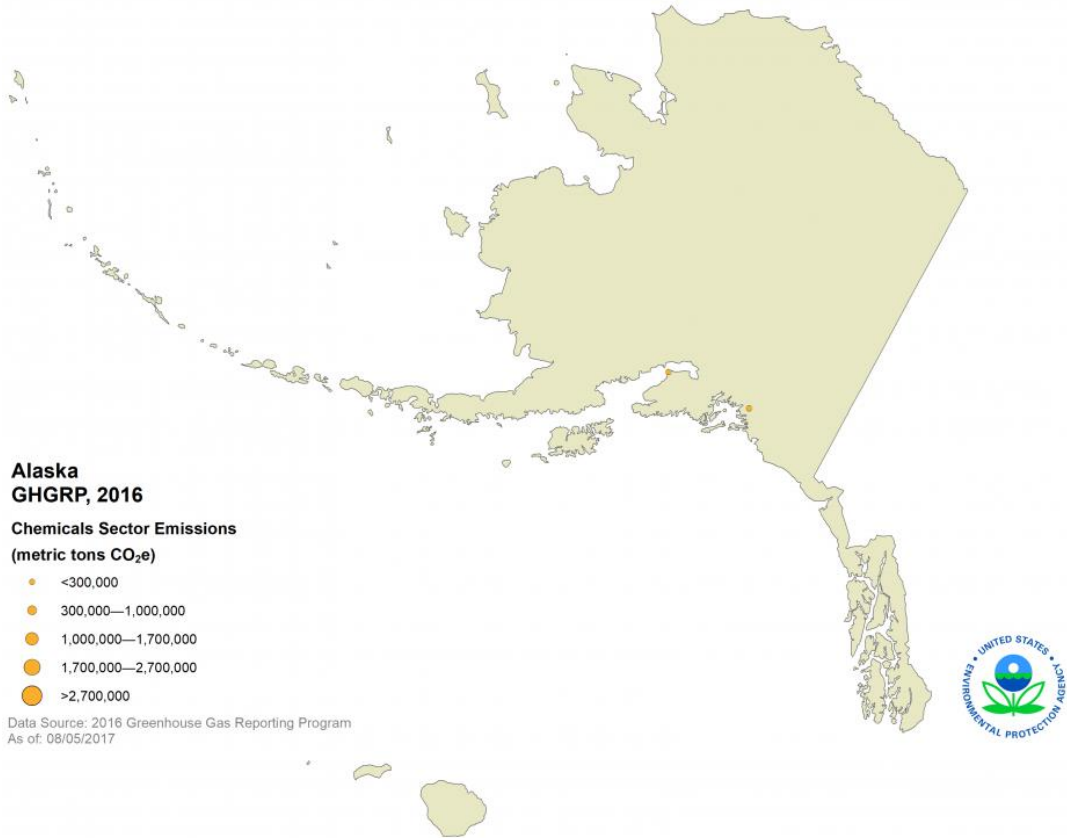 Alaska
GHGRP, 2016
Chemicals Sector Emissions
(metric tons CO₂e)
<300,000
300,000—1,000,000
1,000,000—1,700,000
1,700,000—2,700,000
>2,700,000
Data Source: 2016 Greenhouse Gas Reporting Program
As of: 08/05/2017
UNITED STATES • ENVIRONMENTAL PROTECTION AGENCY •